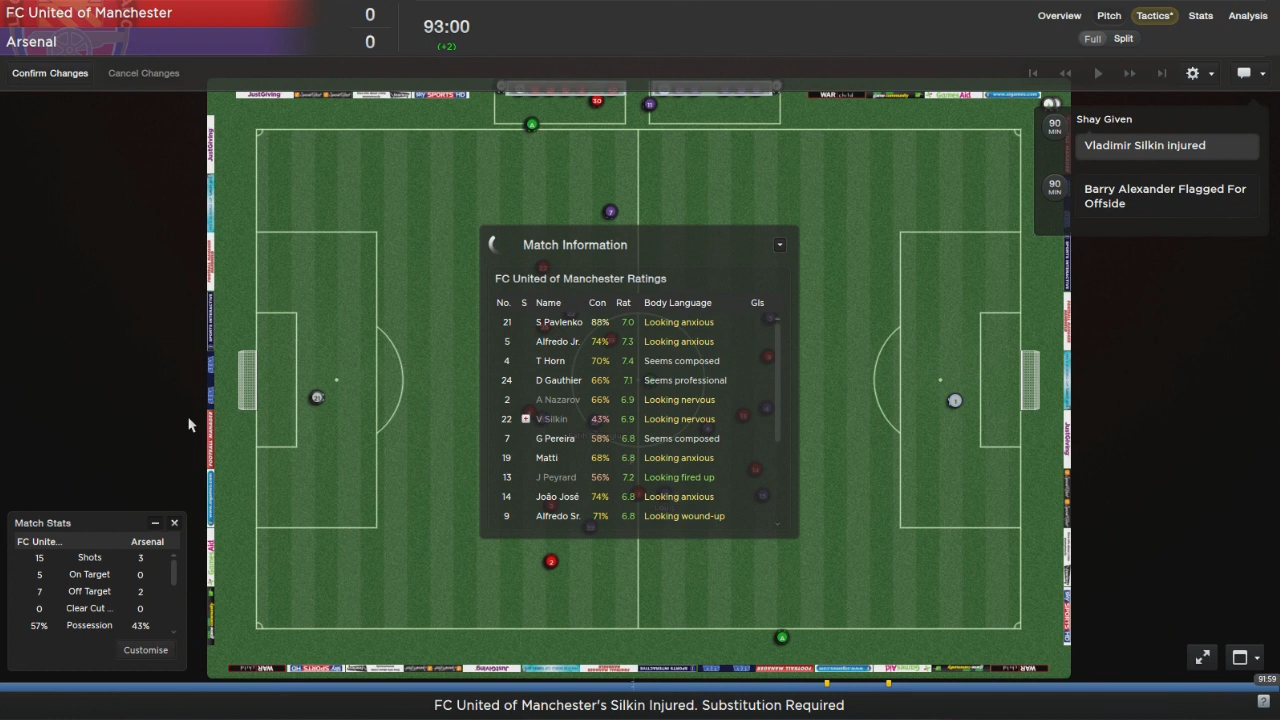 FC United of Manchester 0
Arsenal 0
93:00
(+2)
Overview Pitch Tactics* Stats Analysis
Full Split
Confirm Changes Cancel Changes
90 MIN
Shay Given
Vladimir Silkin injured
90 MIN
Barry Alexander Flagged For
Offside
Match Information
FC United of Manchester Ratings
No. S Name Con Rat Body Language Gls
21 S Pavlenko 88% 7.0 Looking anxious
5 Alfredo Jr. 74% 7.3 Looking anxious
4 T Horn 70% 7.4 Seems composed
24 D Gauthier 66% 7.1 Seems professional
2 A Nazarov 66% 6.9 Looking nervous
22 V Silkin 43% 6.9 Looking nervous
7 G Pereira 58% 6.8 Seems composed
19 Matti 68% 6.8 Looking anxious
13 J Peyrard 56% 7.2 Looking fired up
14 João José 74% 6.8 Looking anxious
9 Alfredo Sr. 71% 6.8 Looking wound-up
Match Stats
FC Unite... Arsenal
15 Shots 3
5 On Target 0
7 Off Target 2
0 Clear Cut ... 0
57% Possession 43%
Customise
91:59
FC United of Manchester's Silkin Injured. Substitution Required